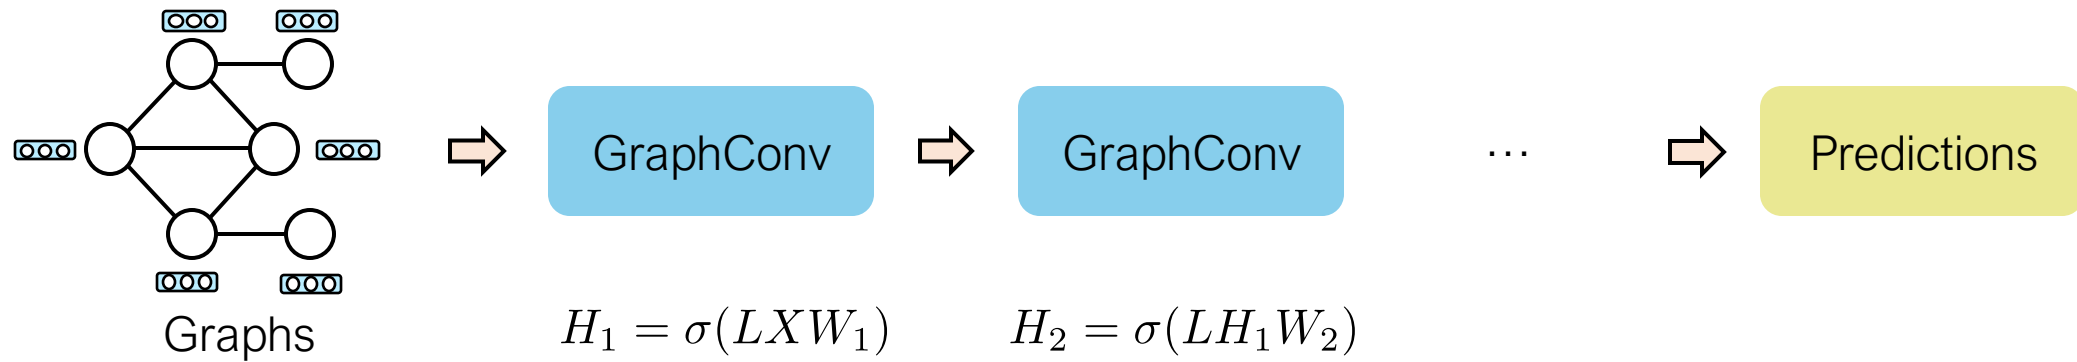 GraphConv
GraphConv
...
Predictions
Graphs
H₁ = σ(LXW₁)
H₂ = σ(LH₁W₂)